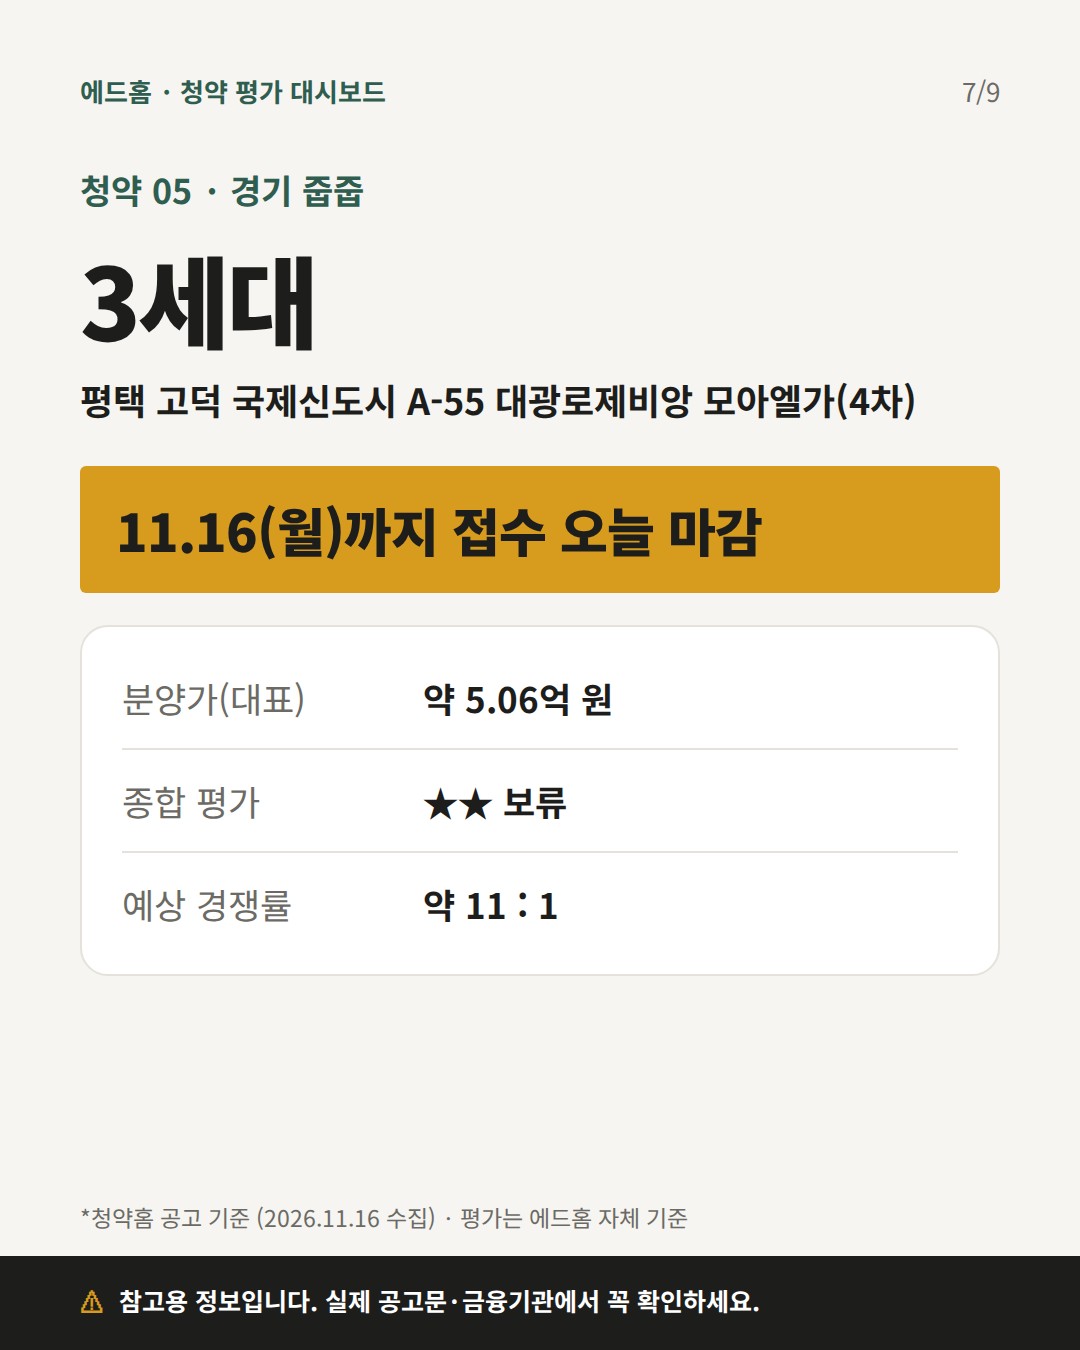 에드홈 · 청약 평가 대시보드
7/9
청약 05 · 경기 줍줍
3세대
평택 고덕 국제신도시 A-55 대광로제비앙 모아엘가(4차)
11.16(월)까지 접수 오늘 마감
분양가(대표) 약 5.06억 원
종합 평가 ★★ 보류
예상 경쟁률 약 11 : 1
*청약홈 공고 기준 (2026.11.16 수집) · 평가는 에드홈 자체 기준
⚠ 참고용 정보입니다. 실제 공고문·금융기관에서 꼭 확인하세요.